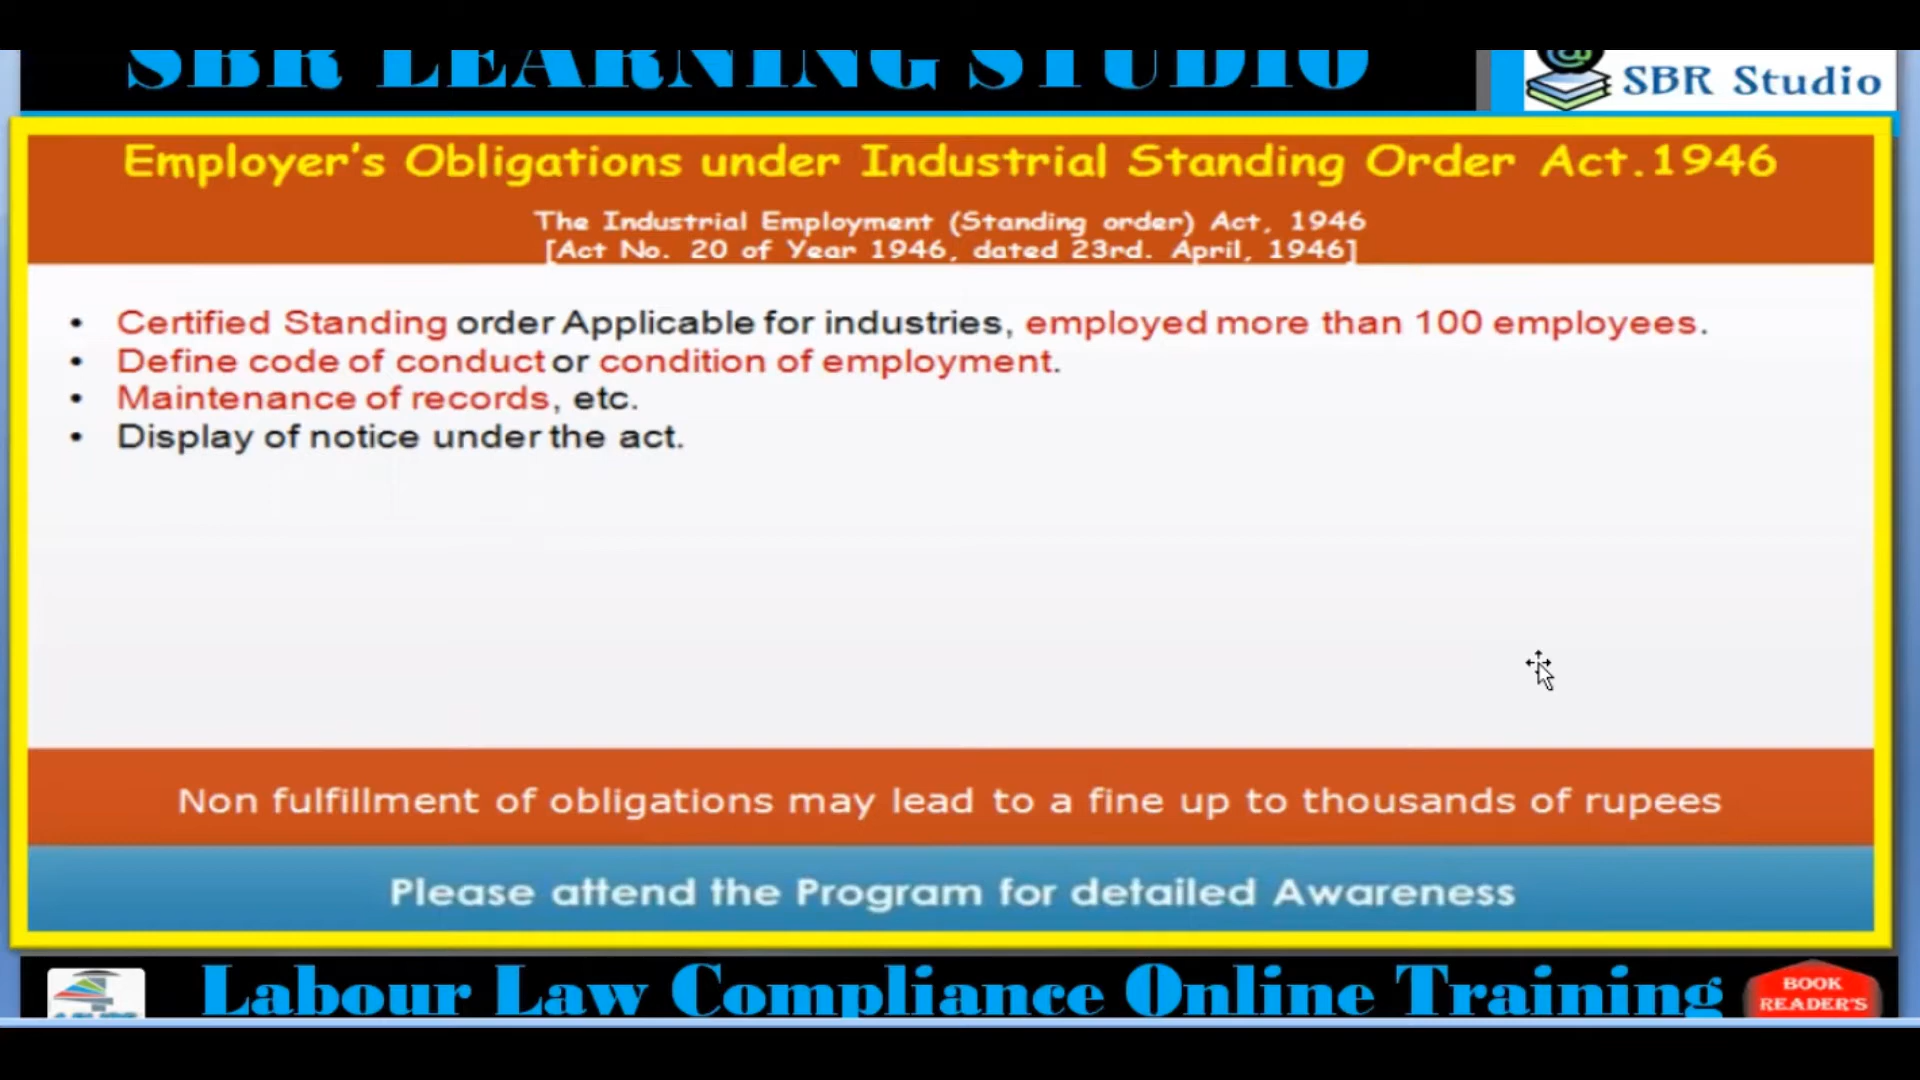 SBR LEARNING STUDIO
SBR Studio
Employer's Obligations under Industrial Standing Order Act.1946
The Industrial Employment (Standing order) Act, 1946
[Act No. 20 of Year 1946, dated 23rd. April, 1946]
• Certified Standing order Applicable for industries, employed more than 100 employees.
• Define code of conduct or condition of employment.
• Maintenance of records, etc.
• Display of notice under the act.
Non fulfillment of obligations may lead to a fine up to thousands of rupees
Please attend the Program for detailed Awareness
Labour Law Compliance Online Training
BOOK
READER'S